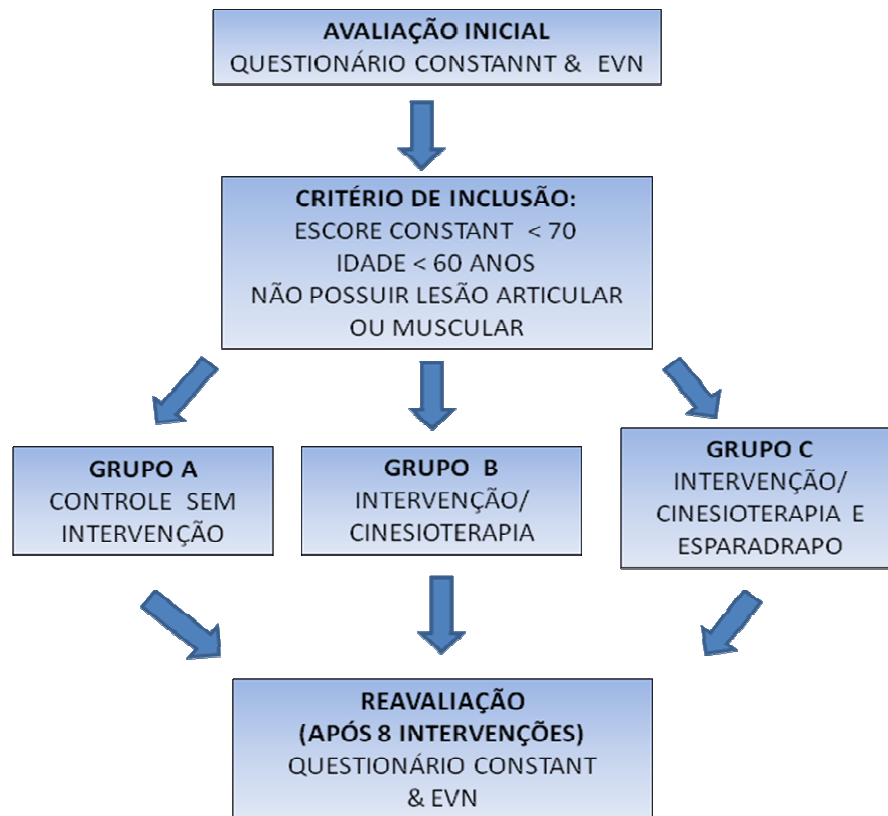 AVALIAÇÃO INICIAL
QUESTIONÁRIO CONSTANNT & EVN
CRITÉRIO DE INCLUSÃO:
ESCORE CONSTANT < 70
IDADE < 60 ANOS
NÃO POSSUIR LESÃO ARTICULAR
OU MUSCULAR
GRUPO A
CONTROLE SEM
INTERVENÇÃO
GRUPO B
INTERVENÇÃO/
CINESIOTERAPIA
GRUPO C
INTERVENÇÃO/
CINESIOTERAPIA E
ESPARADRAPO
REAVALIAÇÃO
(APÓS 8 INTERVENÇÕES)
QUESTIONÁRIO CONSTANT
& EVN